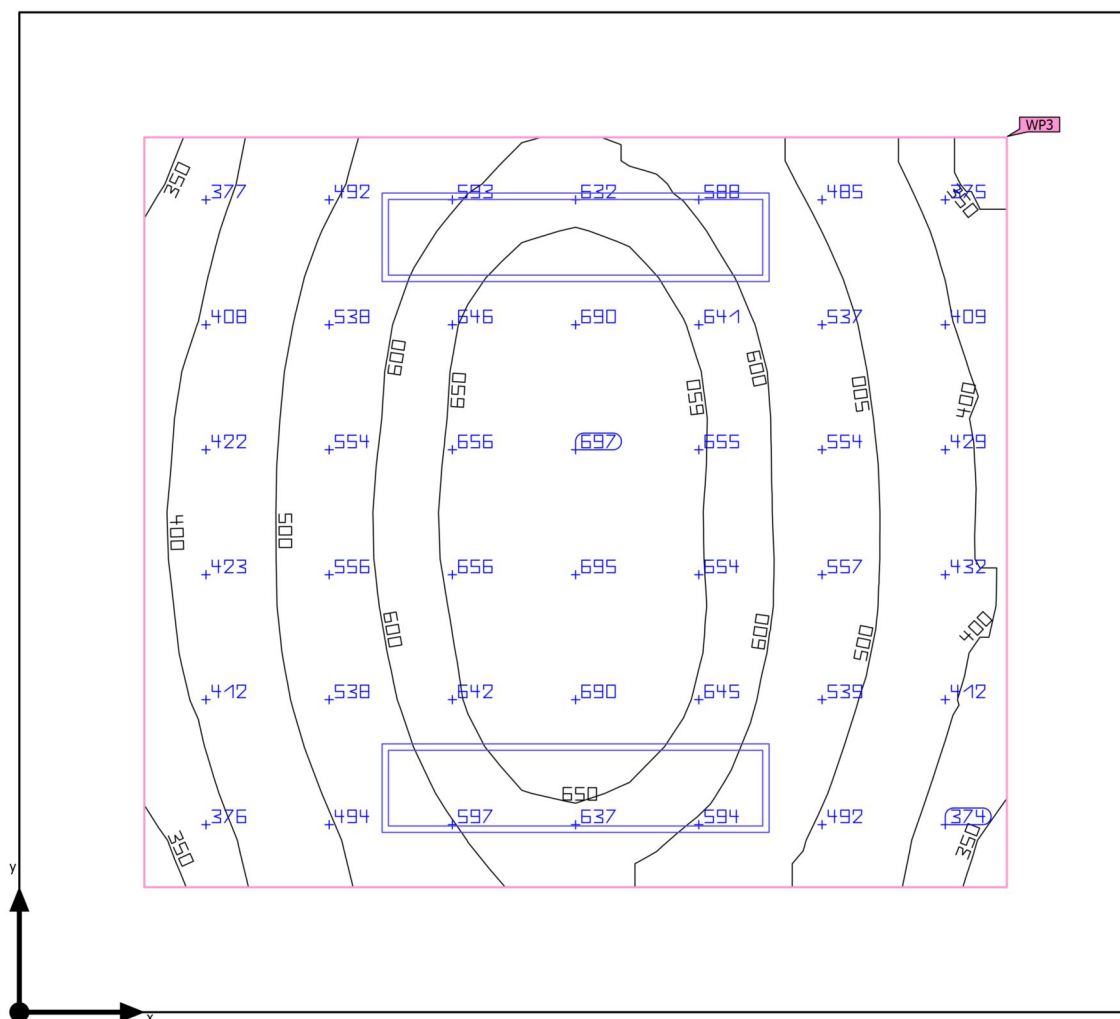 WP3
350
377 492 593 632 588 485 375
350
408 538 646 690 641 537 409
600 600
650 650 500 400
422 554 656 697 655 554 429
400 500
423 556 656 695 654 557 432
600 600 500 400
412 538 642 690 645 539 412
650
376 494 597 637 594 492 374
350 350
y
x